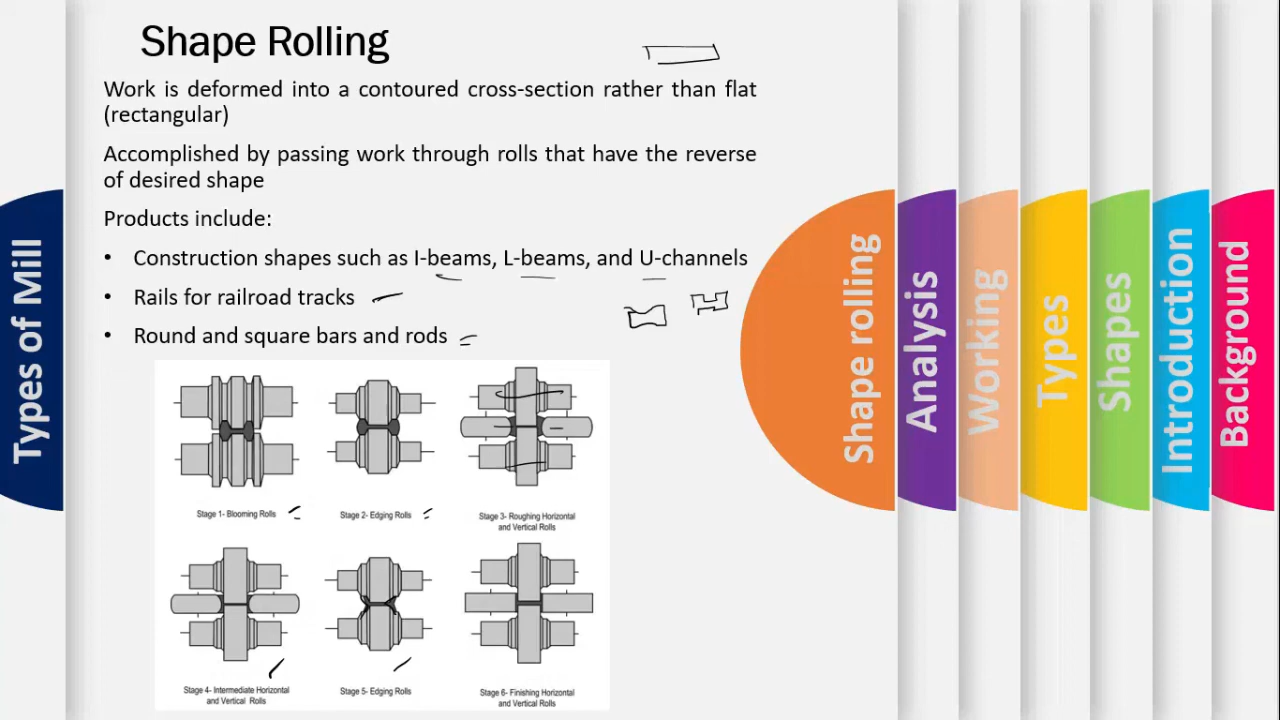 Shape Rolling
Work is deformed into a contoured cross-section rather than flat
(rectangular)
Accomplished by passing work through rolls that have the reverse
of desired shape
Products include:
• Construction shapes such as I-beams, L-beams, and U-channels
• Rails for railroad tracks
• Round and square bars and rods
Stage 1- Blooming Rolls
Stage 2- Edging Rolls
Stage 3- Roughing Horizontal
and Vertical Rolls
Stage 4- Intermediate Horizontal
and Vertical Rolls
Stage 5- Edging Rolls
Stage 6- Finishing Horizontal
and Vertical Rolls
Types of Mill
Shape rolling
Analysis
Working
Types
Shapes
Introduction
Background